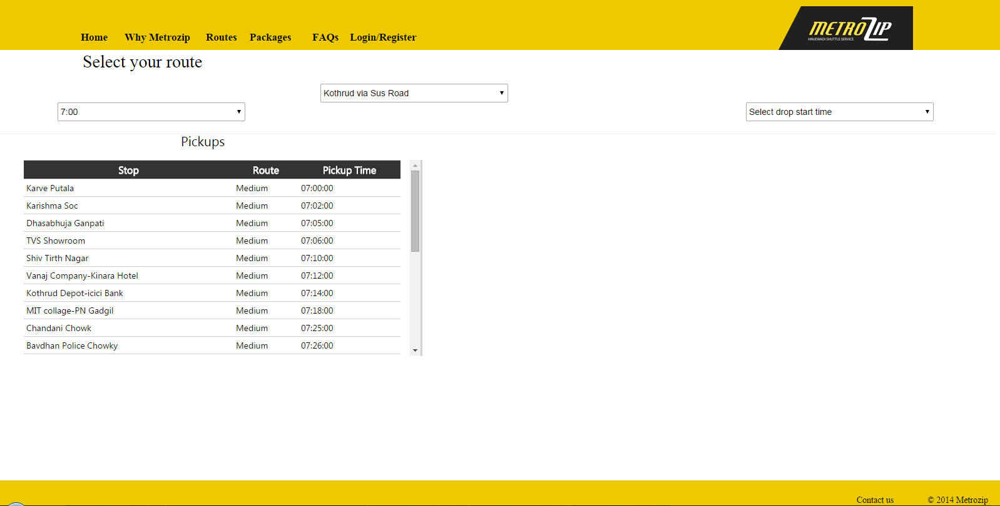 Home Why Metrozip Routes Packages FAQs Login/Register
METROZIP
HINJEWADI SHUTTLE SERVICE
Select your route
Kothrud via Sus Road
7:00
Select drop start time
Pickups
Stop Route Pickup Time
Karve Putala Medium 07:00:00
Karishma Soc Medium 07:02:00
Dhasabhuja Ganpati Medium 07:05:00
TVS Showroom Medium 07:06:00
Shiv Tirth Nagar Medium 07:10:00
Vanaj Company-Kinara Hotel Medium 07:12:00
Kothrud Depot-icici Bank Medium 07:14:00
MIT collage-PN Gadgil Medium 07:18:00
Chandani Chowk Medium 07:25:00
Bavdhan Police Chowky Medium 07:26:00
Contact us © 2014 Metrozip